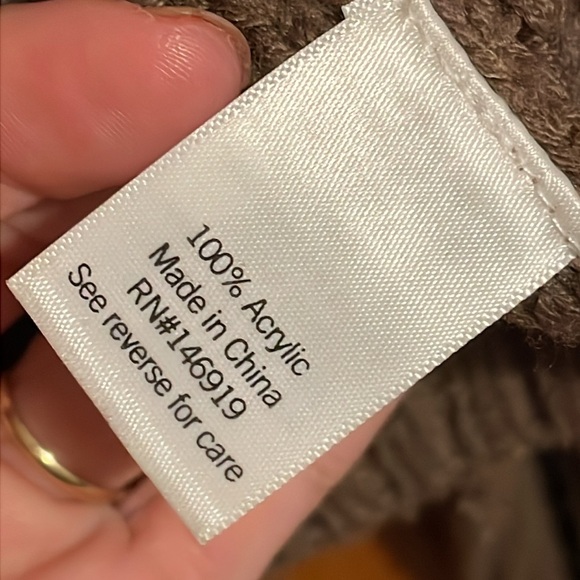 100% Acrylic
Made in China
RN#146919
See reverse for care